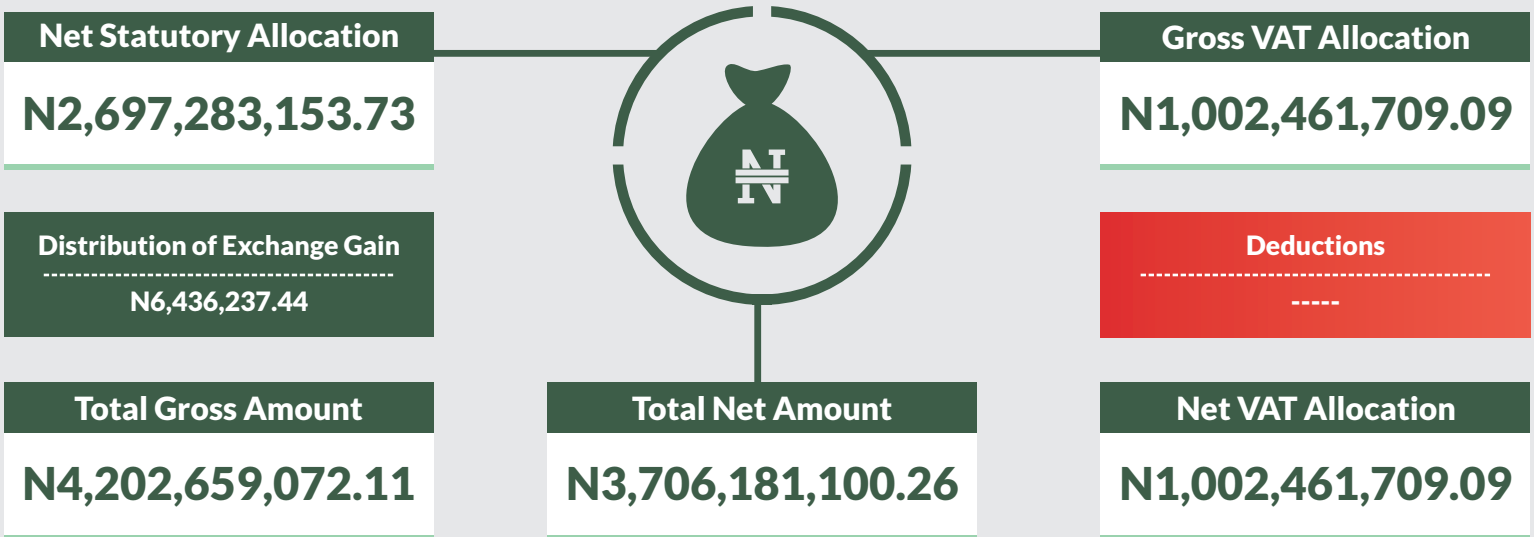 Net Statutory Allocation
N2,697,283,153.73
Gross VAT Allocation
N1,002,461,709.09
₦
Distribution of Exchange Gain
---------------------------------------------
N6,436,237.44
Deductions
---------------------------------------------
-----
Total Gross Amount
N4,202,659,072.11
Total Net Amount
N3,706,181,100.26
Net VAT Allocation
N1,002,461,709.09